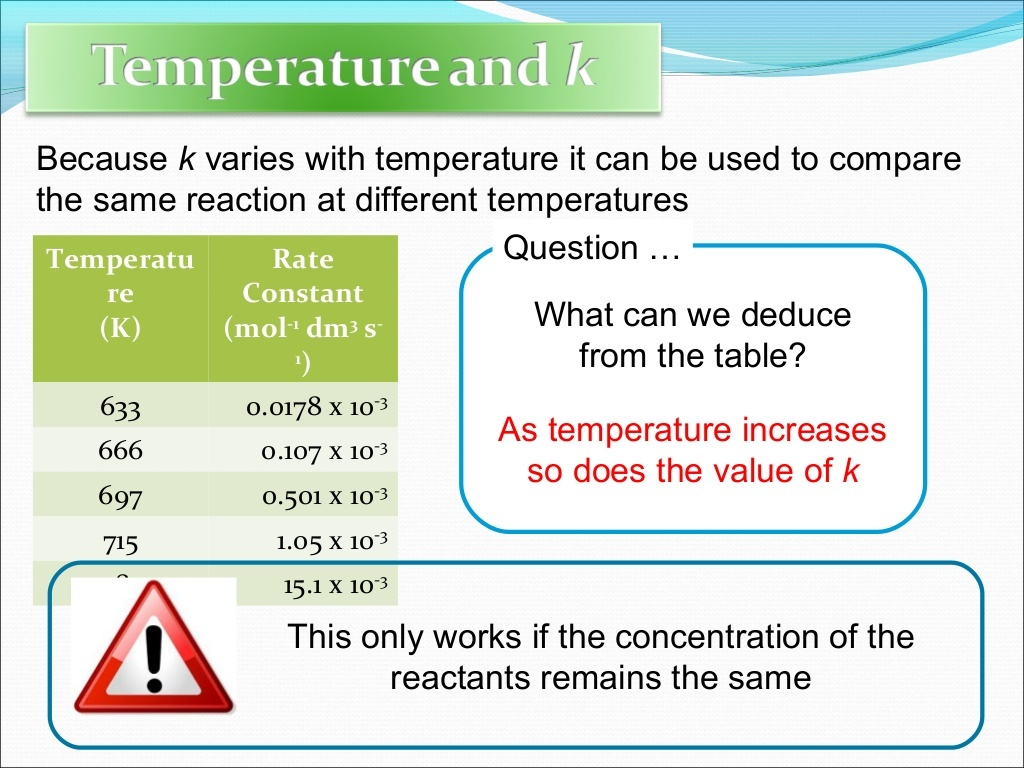 Temperature and k
Because k varies with temperature it can be used to compare
the same reaction at different temperatures
Temperatu
re
(K)
Rate
Constant
(mol⁻¹ dm³ s⁻
¹)
633
0.0178 x 10⁻³
666
0.107 x 10⁻³
697
0.501 x 10⁻³
715
1.05 x 10⁻³
15.1 x 10⁻³
Question …
What can we deduce
from the table?
As temperature increases
so does the value of k
This only works if the concentration of the
reactants remains the same